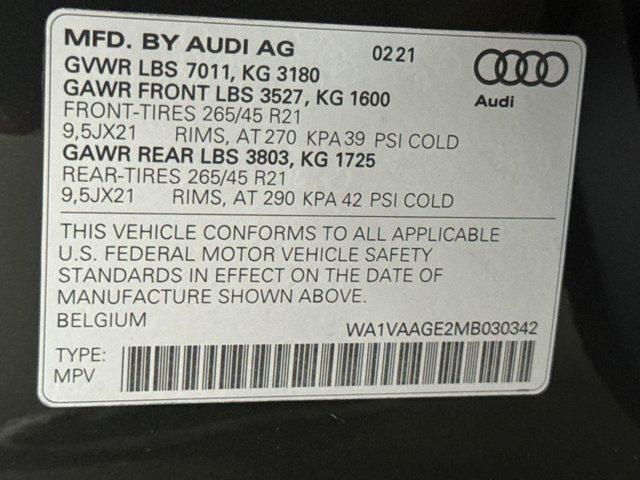 MFD. BY AUDI AG 0221
GVWR LBS 7011, KG 3180
GAWR FRONT LBS 3527, KG 1600
Audi
FRONT-TIRES 265/45 R21
9,5JX21 RIMS, AT 270 KPA 39 PSI COLD
GAWR REAR LBS 3803, KG 1725
REAR-TIRES 265/45 R21
9,5JX21 RIMS, AT 290 KPA 42 PSI COLD
THIS VEHICLE CONFORMS TO ALL APPLICABLE
U.S. FEDERAL MOTOR VEHICLE SAFETY
STANDARDS IN EFFECT ON THE DATE OF
MANUFACTURE SHOWN ABOVE.
BELGIUM WA1VAAGE2MB030342
TYPE:
MPV